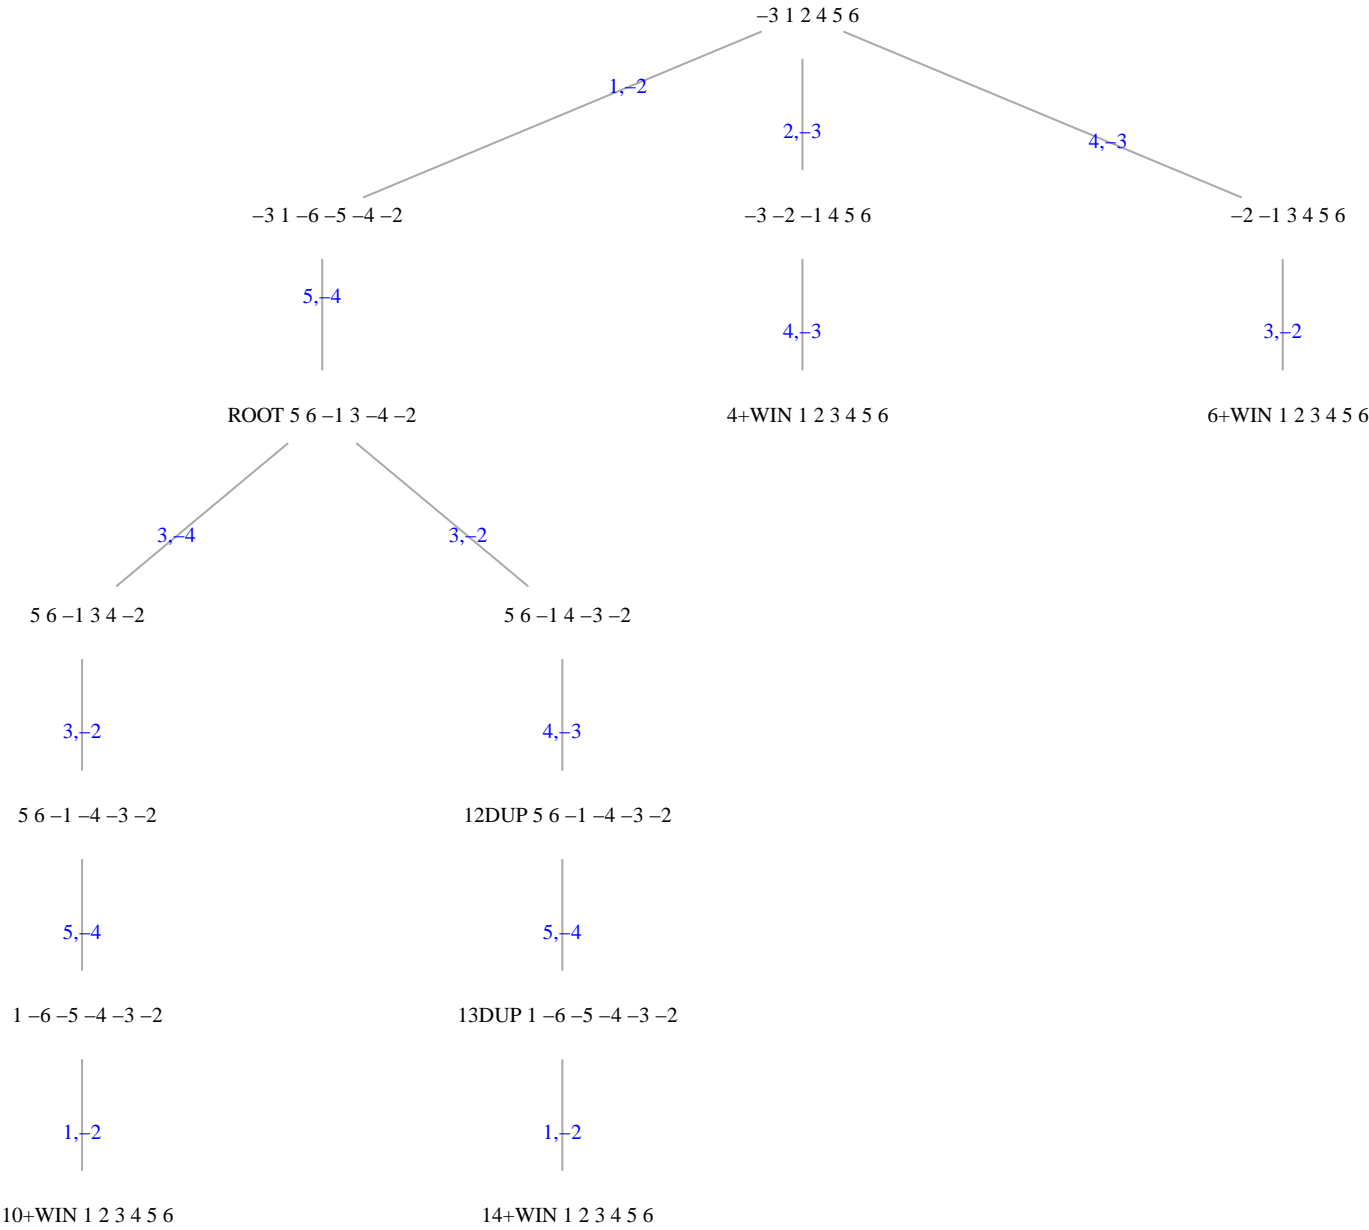 –3 1 2 4 5 6
1,–2
2,–3
4,–3
–3 1 –6 –5 –4 –2
–3 –2 –1 4 5 6
–2 –1 3 4 5 6
5,–4
4,–3
3,–2
ROOT 5 6 –1 3 –4 –2
4+WIN 1 2 3 4 5 6
6+WIN 1 2 3 4 5 6
3,–4
3,–2
5 6 –1 3 4 –2
5 6 –1 4 –3 –2
3,–2
4,–3
5 6 –1 –4 –3 –2
12DUP 5 6 –1 –4 –3 –2
5,–4
5,–4
1 –6 –5 –4 –3 –2
13DUP 1 –6 –5 –4 –3 –2
1,–2
1,–2
10+WIN 1 2 3 4 5 6
14+WIN 1 2 3 4 5 6